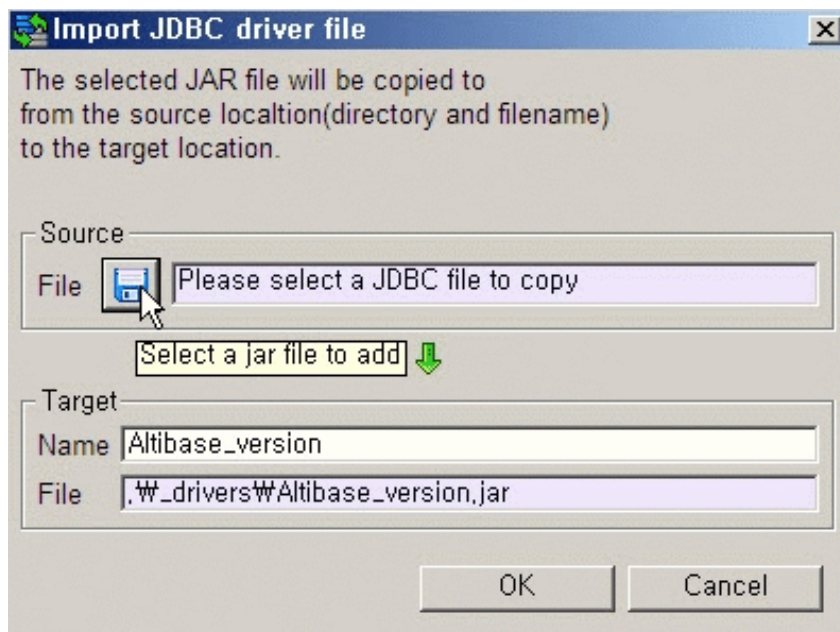 Import JDBC driver file
The selected JAR file will be copied to
from the source localtion(directory and filename)
to the target location.
Source
File Please select a JDBC file to copy
Select a jar file to add
Target
Name Altibase_version
File .₩_drivers₩Altibase_version.jar
OK Cancel